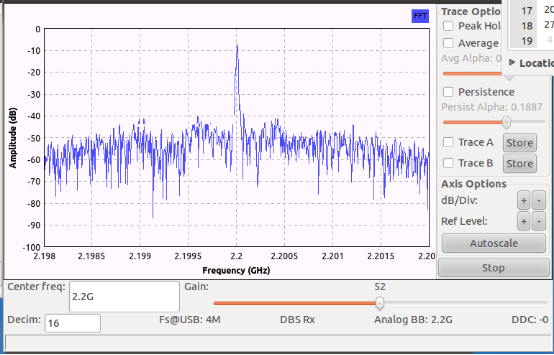 FFT
Amplitude (dB)
0
-10
-20
-30
-40
-50
-60
-70
-80
-90
-100
2.198 2.1985 2.199 2.1995 2.2 2.2005 2.201 2.2015 2.20
Frequency (GHz)
Trace Optio
Peak Hol
Average
Avg Alpha: 0
Persistence
Persist Alpha: 0.1887
Trace A Store
Trace B Store
Axis Options
dB/Div: + -
Ref Level: + -
Autoscale
Stop
17 20
18 27
19 4
Locatio
Center freq: 2.2G Gain: 52
Decim: 16 Fs@USB: 4M DBS Rx Analog BB: 2.2G DDC: -0